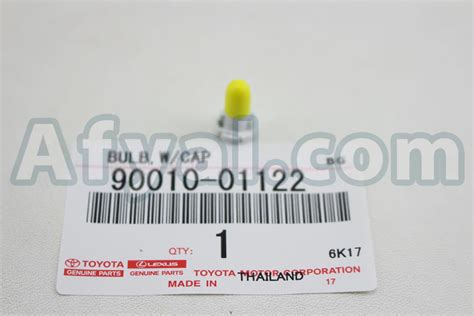 Afyal.com
BULB, W/CAP BG
90010-01122
QTY: 1 6K17
TOYOTA LEXUS
GENUINE PARTS GENUINE PARTS TOYOTA MOTOR CORPORATION
MADE IN THAILAND 17